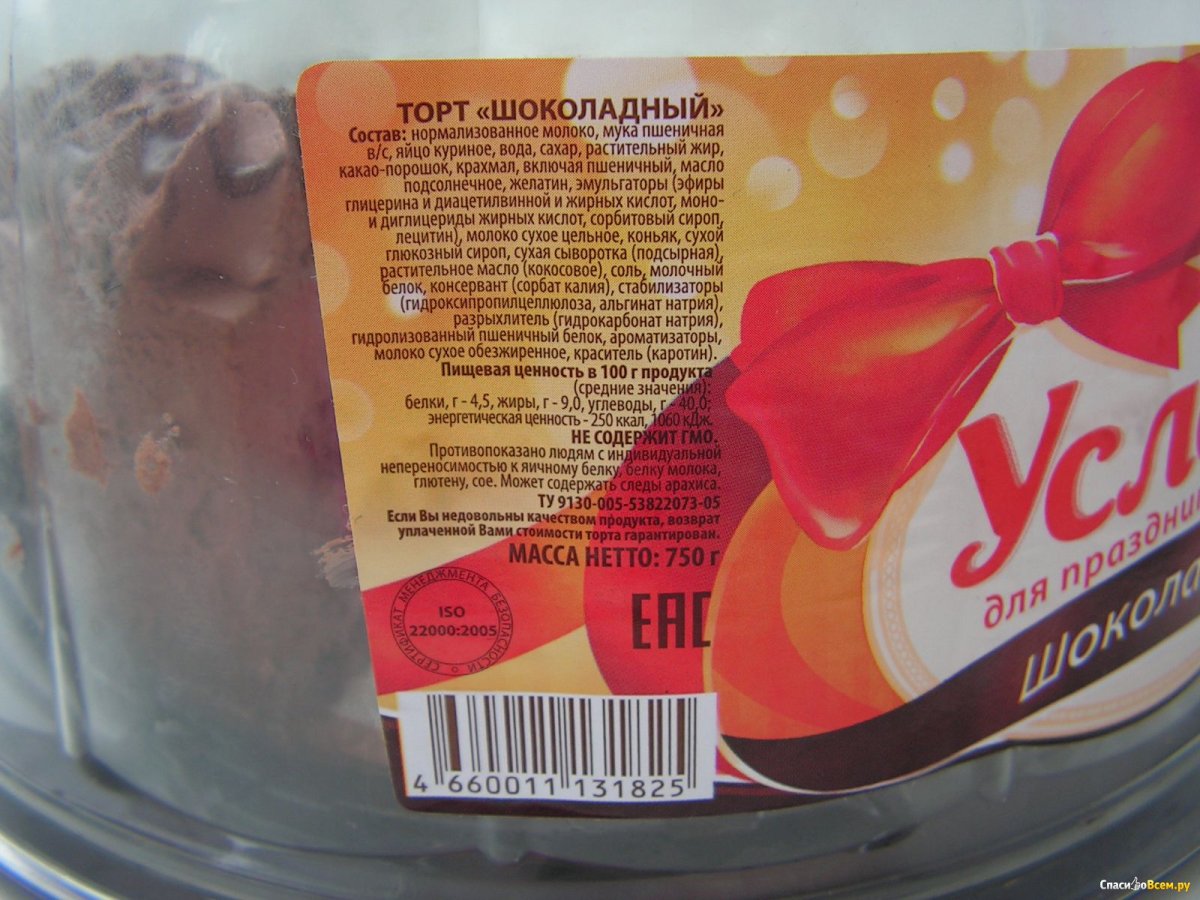 ТОРТ «ШОКОЛАДНЫЙ»
Состав: нормализованное молоко, мука пшеничная
в/с, яйцо куриное, вода, сахар, растительный жир,
какао-порошок, крахмал, включая пшеничный, масло
подсолнечное, желатин, эмульгаторы (эфиры
глицерина и диацетилвинной и жирных кислот, моно-
и диглицериды жирных кислот, сорбитовый сироп,
лецитин), молоко сухое цельное, коньяк, сухой
глюкозный сироп, сухая сыворотка (подсырная),
растительное масло (кокосовое), соль, молочный
белок, консервант (сорбат калия), стабилизаторы
(гидроксипропилцеллюлоза, альгинат натрия),
разрыхлитель (гидрокарбонат натрия),
гидролизованный пшеничный белок, ароматизаторы,
молоко сухое обезжиренное, краситель (каротин).
Пищевая ценность в 100 г продукта
(средние значения):
белки, г - 4,5, жиры, г - 9,0, углеводы, г - 40,0;
энергетическая ценность - 250 ккал, 1060 кДж.
НЕ СОДЕРЖИТ ГМО.
Противопоказано людям с индивидуальной
непереносимостью к яичному белку, белку молока,
глютену, сое. Может содержать следы арахиса.
ТУ 9130-005-53822073-05
Если Вы недовольны качеством продукта, возврат
уплаченной Вами стоимости торта гарантирован.
МАССА НЕТТО: 750 г
СЕРТИФИКАТ МЕНЕДЖМЕНТА БЕЗОПАСНОСТИ
ISO
22000:2005
ЕАС
4 660011 131825
Усл
для праздни
Шокола
СпасибоВсем.ру